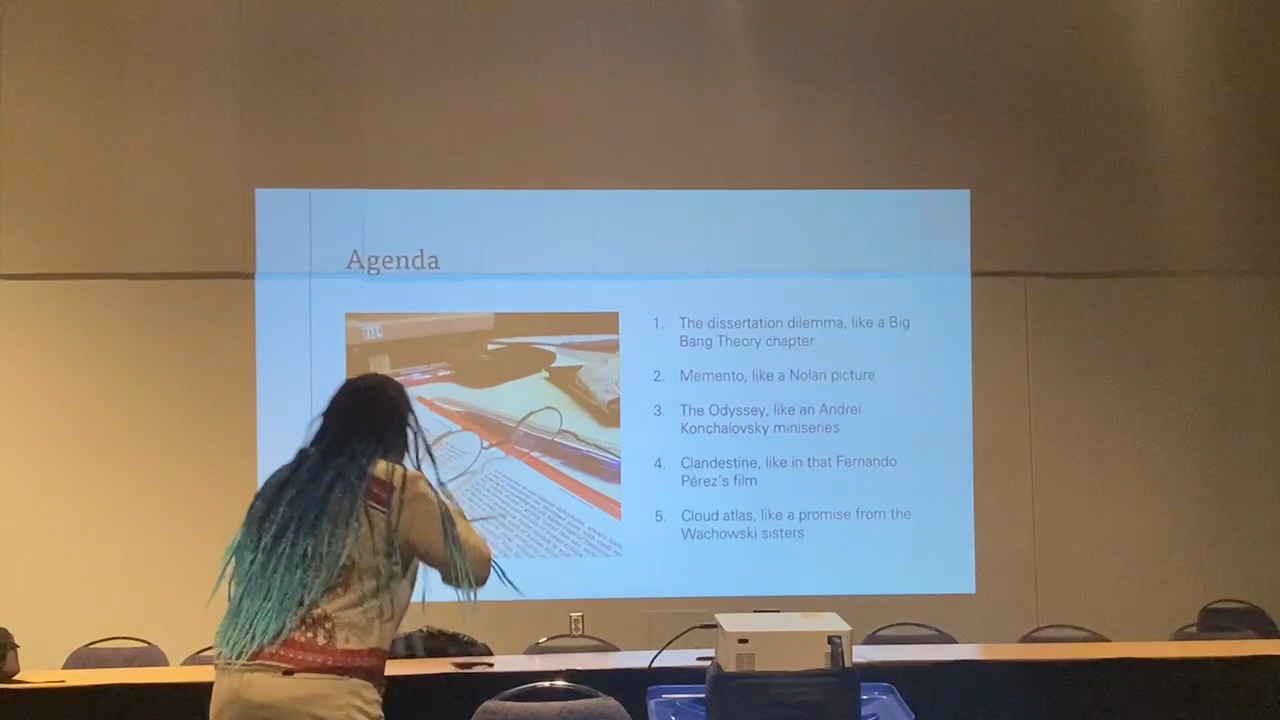 Agenda
1. The dissertation dilemma, like a Big
Bang Theory chapter
2. Memento, like a Nolan picture
3. The Odyssey, like an Andrei
Konchalovsky miniseries
4. Clandestine, like in that Fernando
Pérez´s film
5. Cloud atlas, like a promise from the
Wachowski sisters